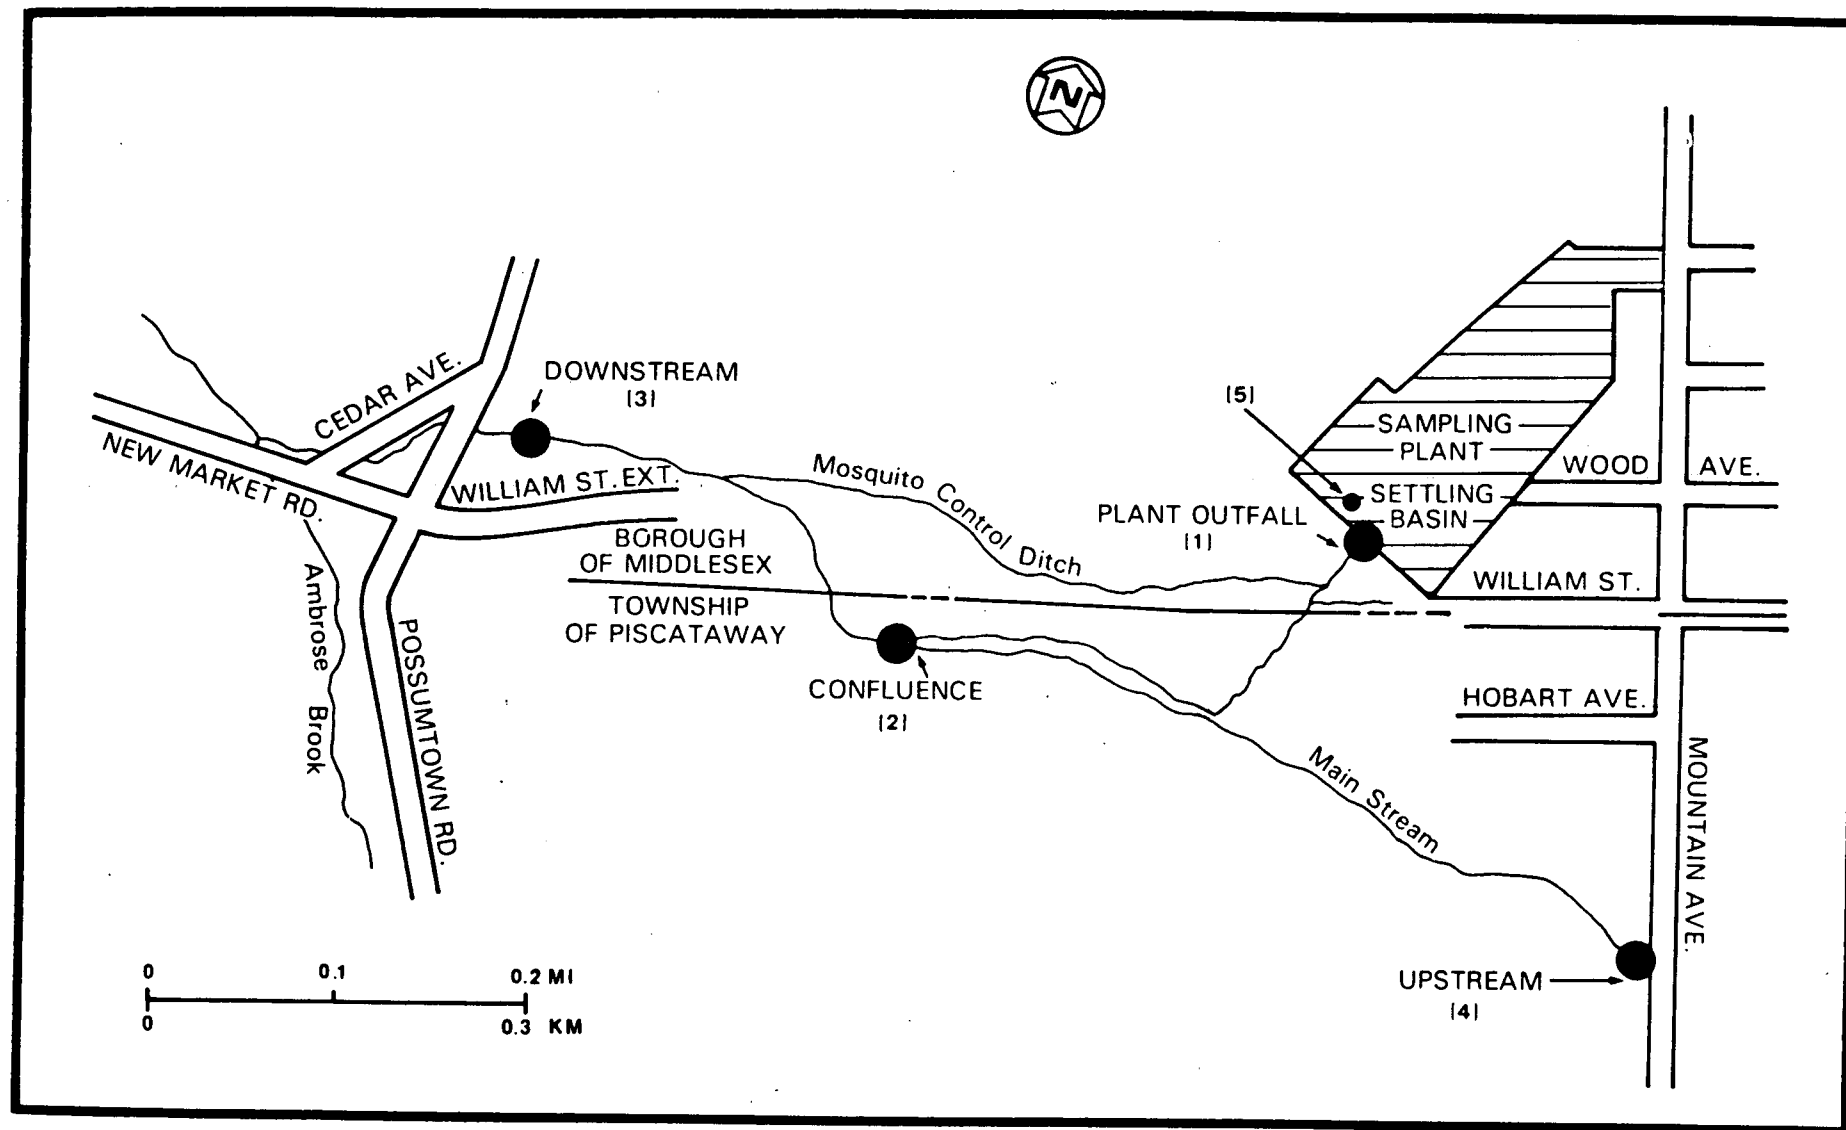 N
DOWNSTREAM
(3)
CEDAR AVE.
NEW MARKET RD.
WILLIAM ST. EXT.
BOROUGH
OF MIDDLESEX
TOWNSHIP
OF PISCATAWAY
Ambrose Brook
POSSUMTOWN RD.
Mosquito Control Ditch
CONFLUENCE
(2)
Main Stream
(5)
SAMPLING
PLANT
SETTLING
BASIN
PLANT OUTFALL
(1)
WOOD AVE.
WILLIAM ST.
HOBART AVE.
MOUNTAIN AVE.
UPSTREAM
(4)
0 0.1 0.2 MI
0 0.3 KM